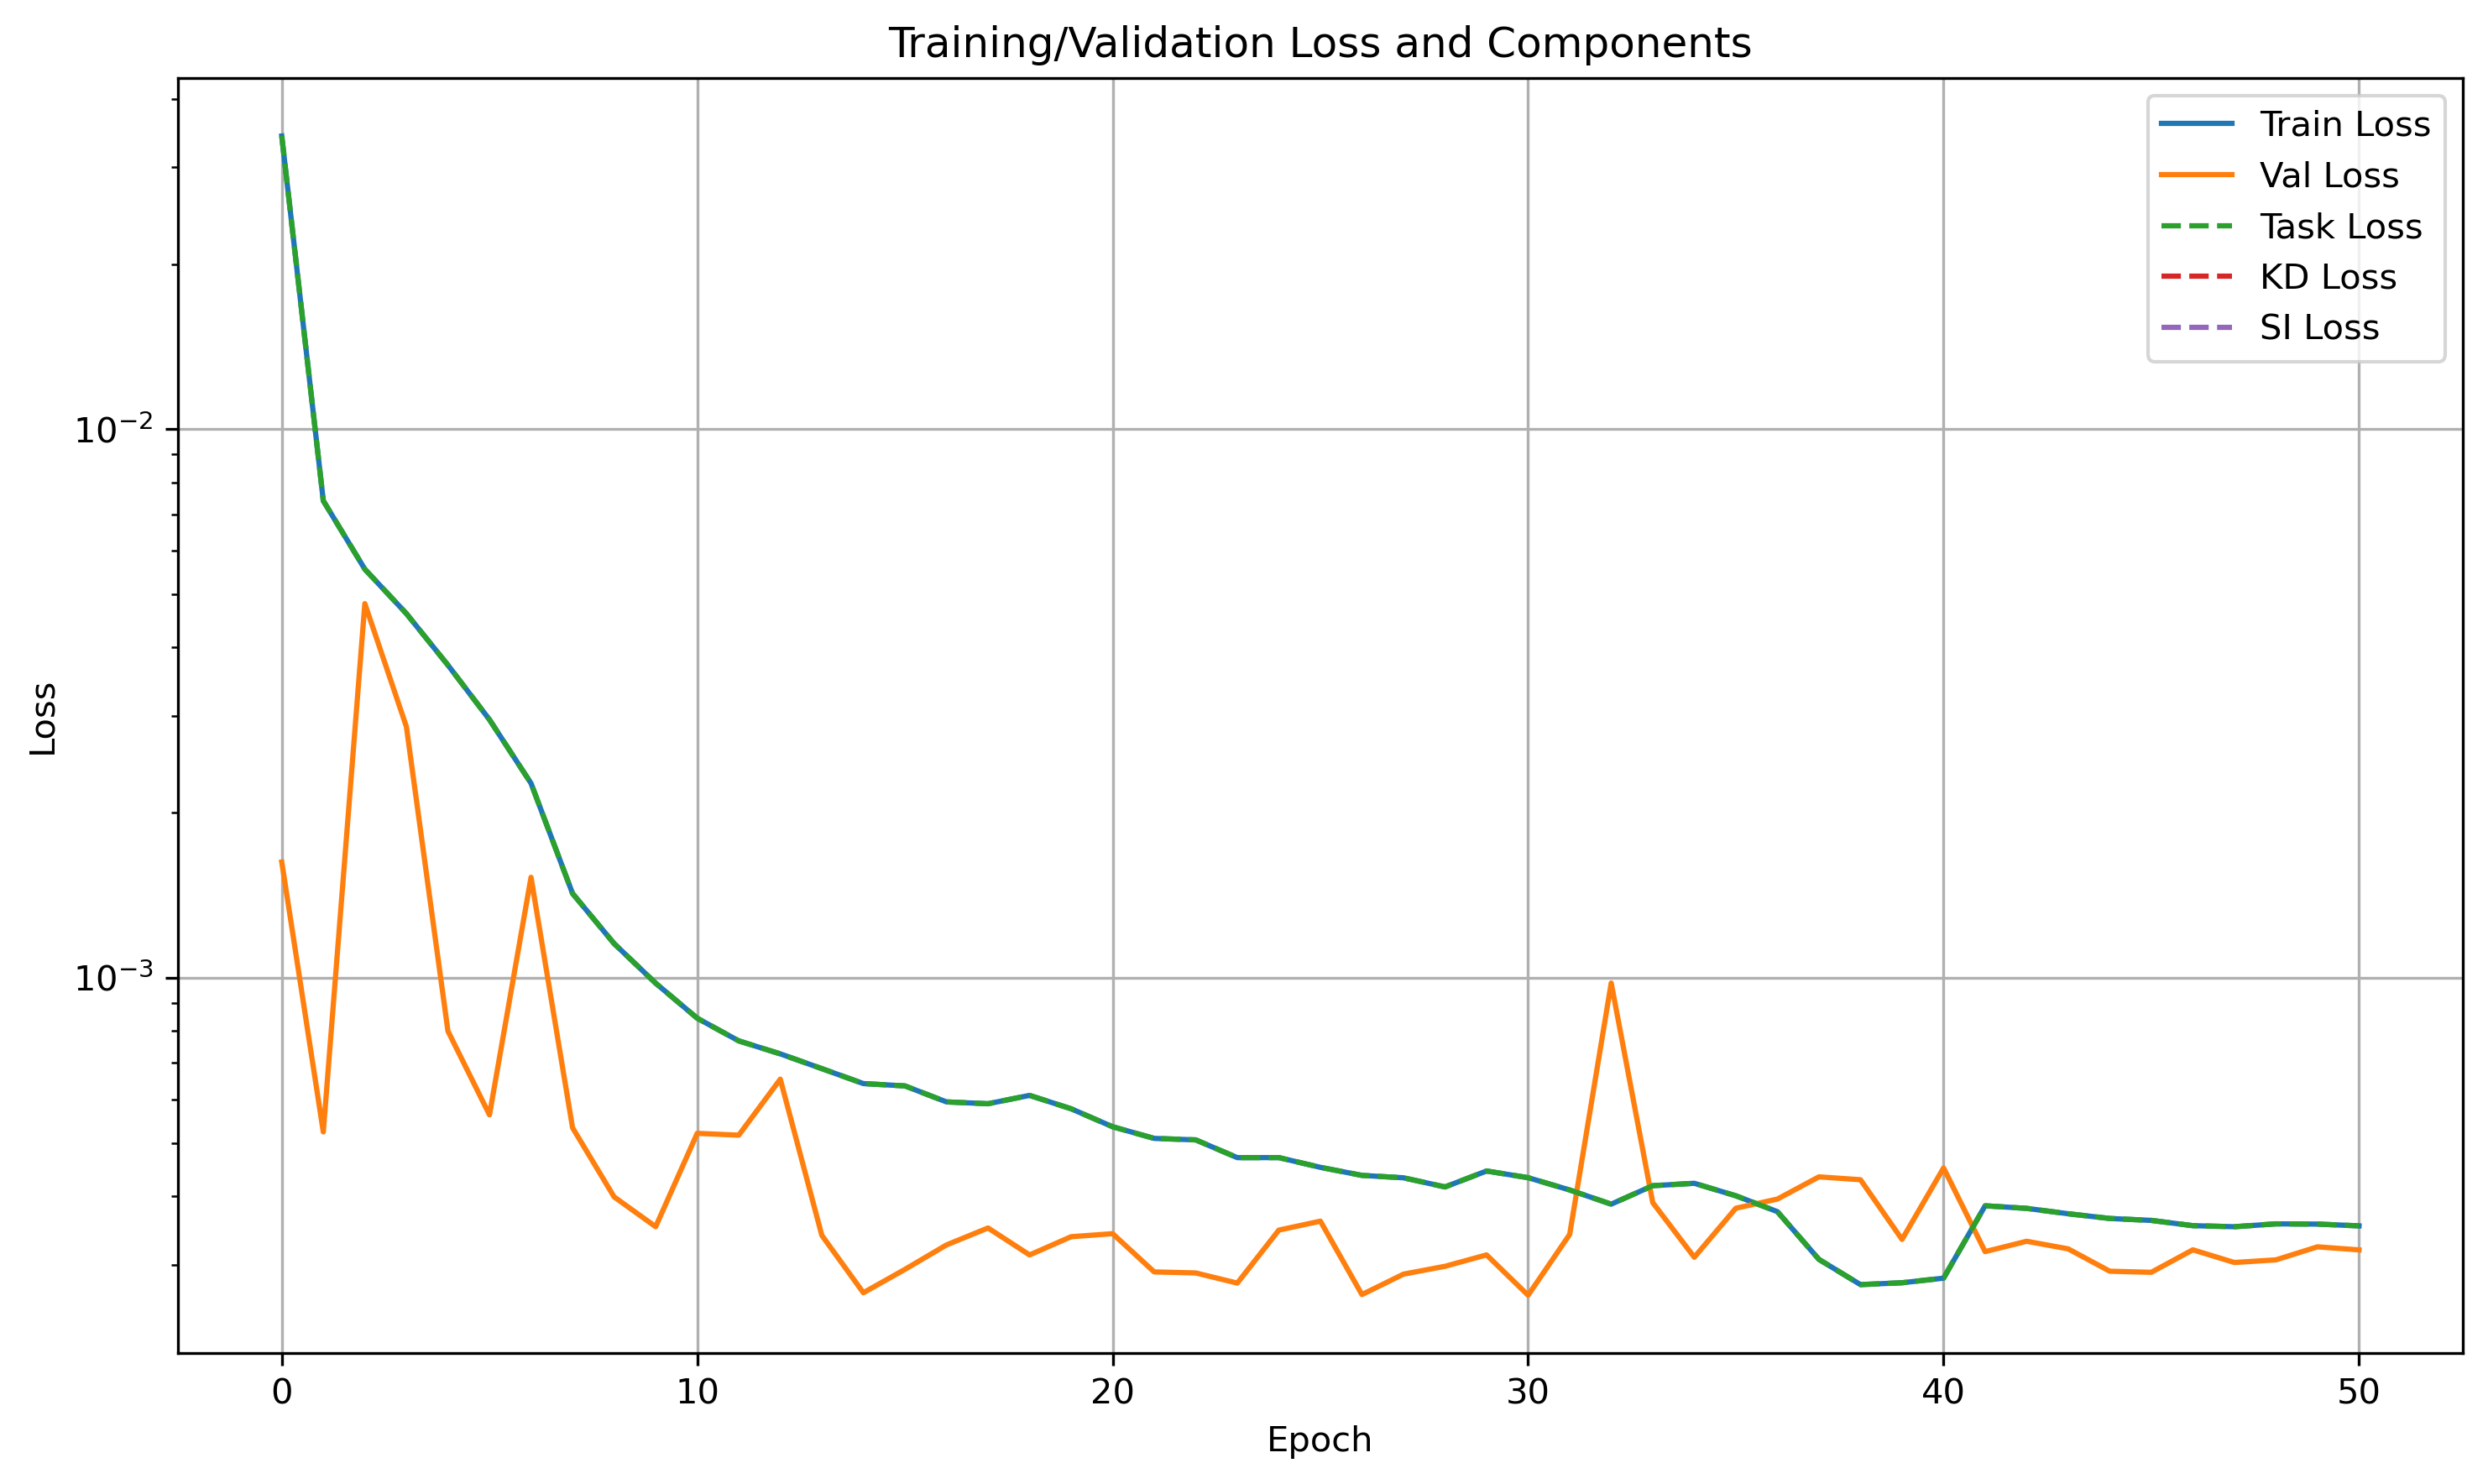 Training/Validation Loss and Components
Train Loss
Val Loss
Task Loss
KD Loss
SI Loss
10⁻²
10⁻³
Loss
0 10 20 30 40 50
Epoch